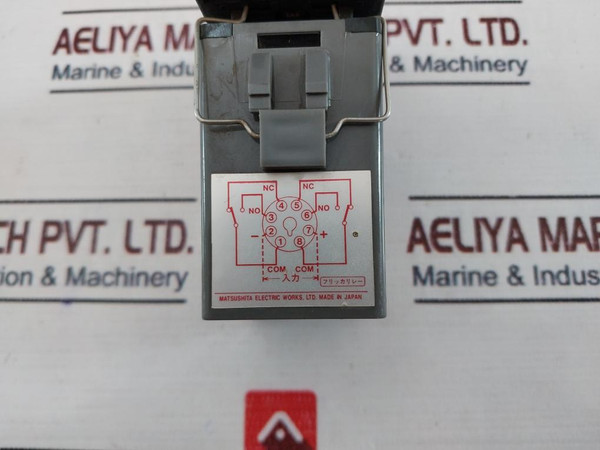 AELIYA MAR
PVT. LTD.
Marine & Indus
& Machinery
NC NC
NO NO
4 5
3 6
2 7
1 8
− +
COM COM
入力
フリッカリレー
MATSUSHITA ELECTRIC WORKS, LTD. MADE IN JAPAN
CH PVT. LTD.
ion & Machinery
AELIYA MAR
Marine & Indus